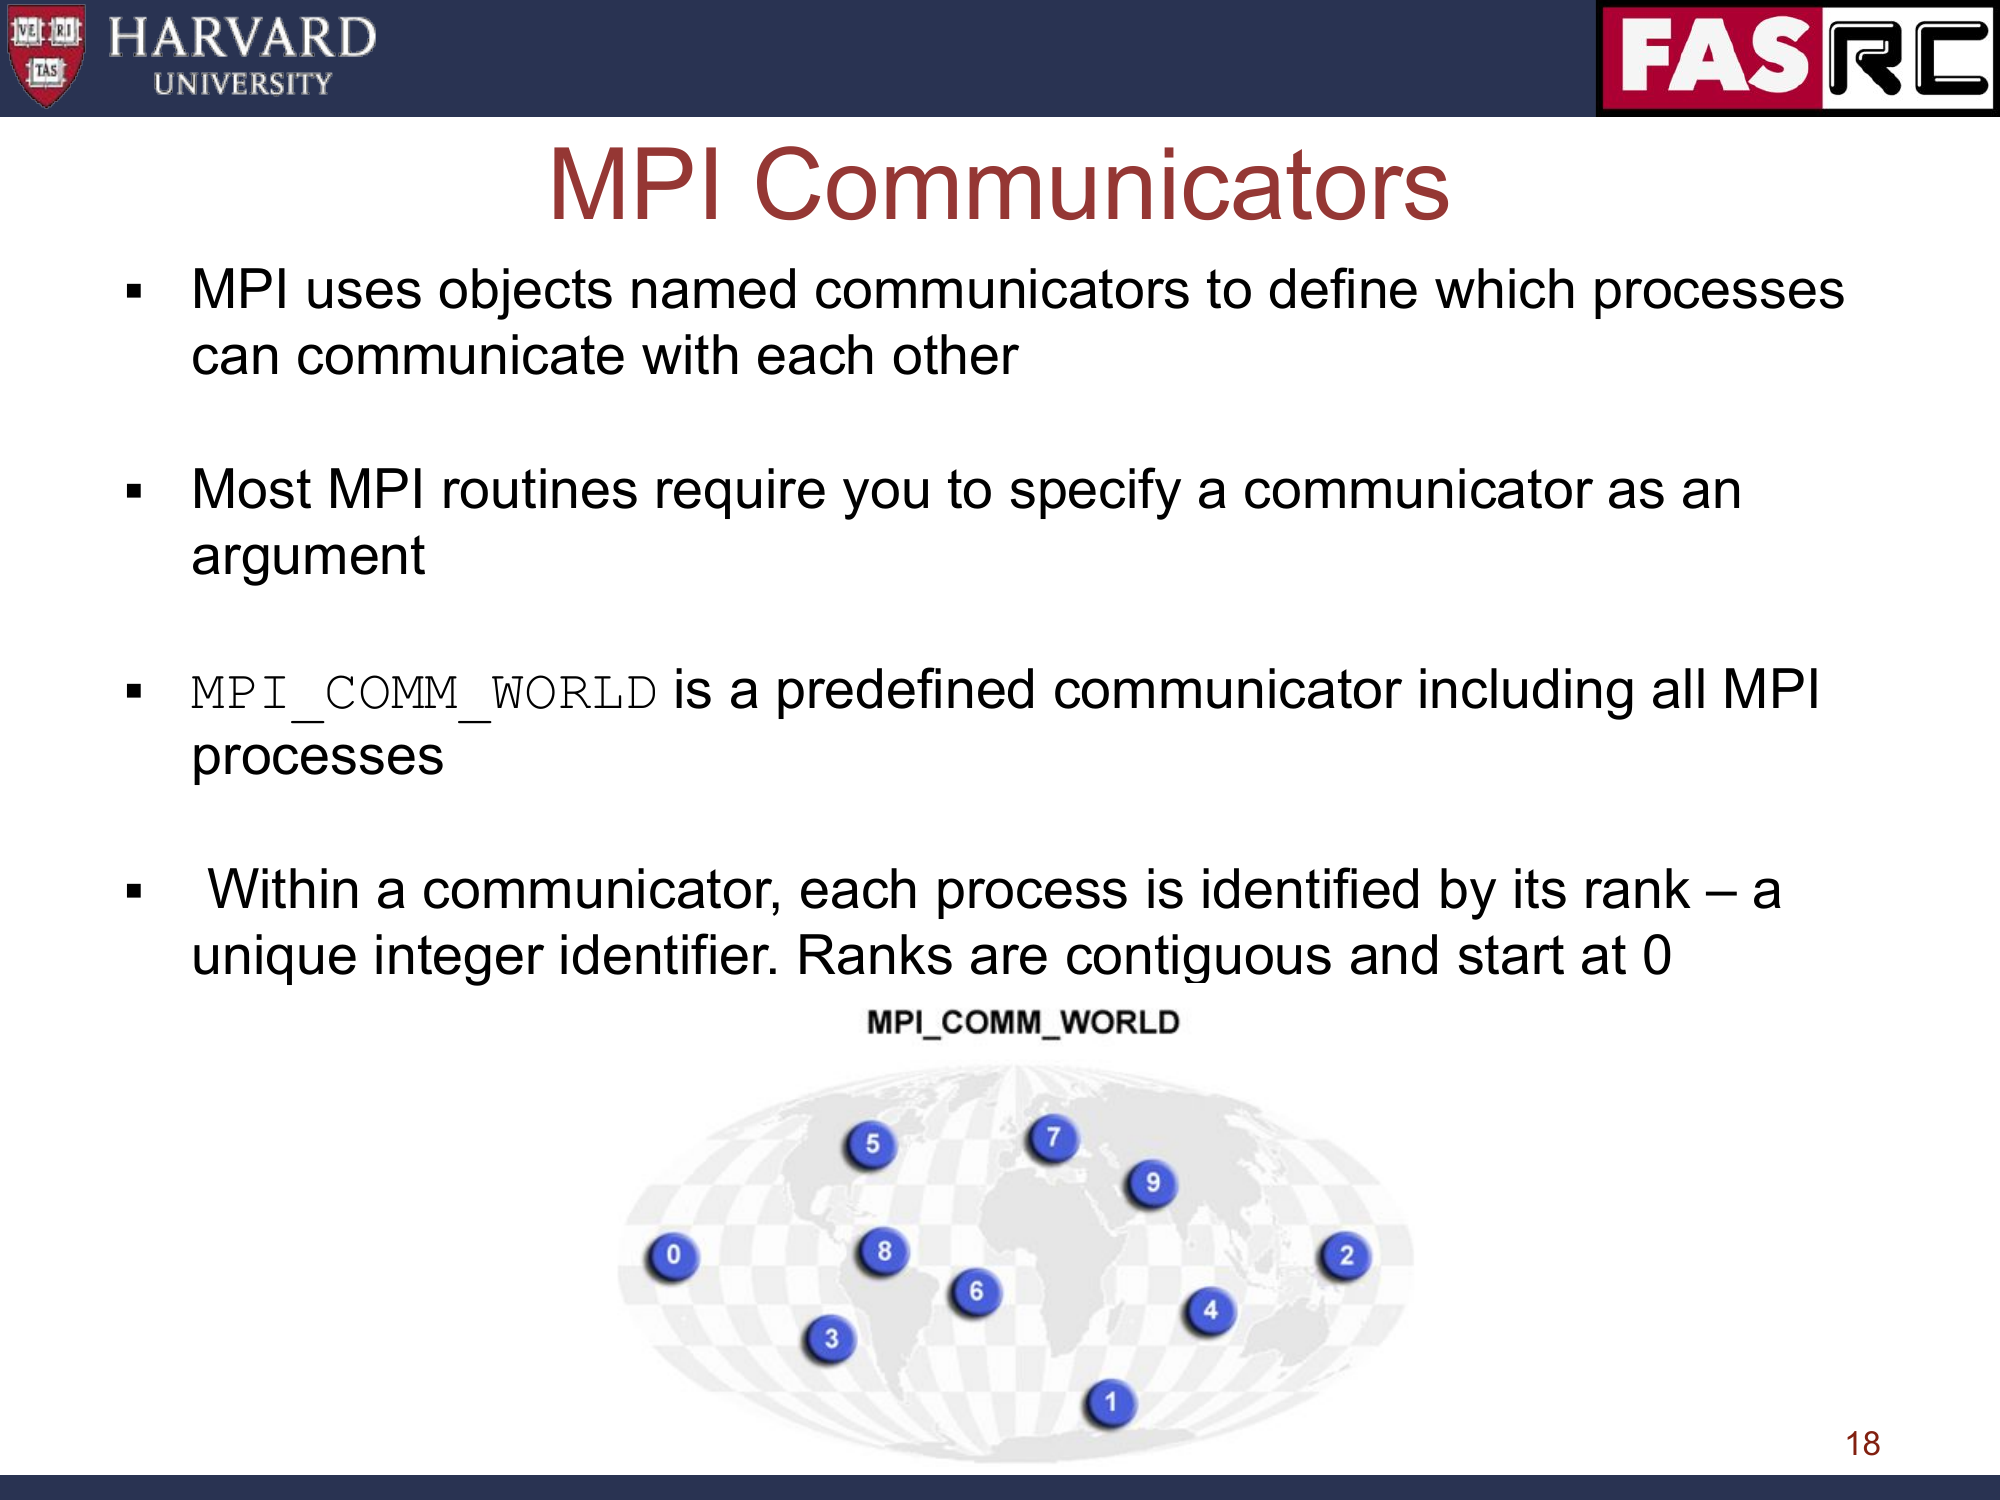 VE RI
TAS
HARVARD
UNIVERSITY
FASRC
MPI Communicators
▪ MPI uses objects named communicators to define which processes
can communicate with each other
▪ Most MPI routines require you to specify a communicator as an
argument
▪ MPI_COMM_WORLD is a predefined communicator including all MPI
processes
▪ Within a communicator, each process is identified by its rank – a
unique integer identifier. Ranks are contiguous and start at 0
MPI_COMM_WORLD
5
7
9
0
8
2
6
4
3
1
18